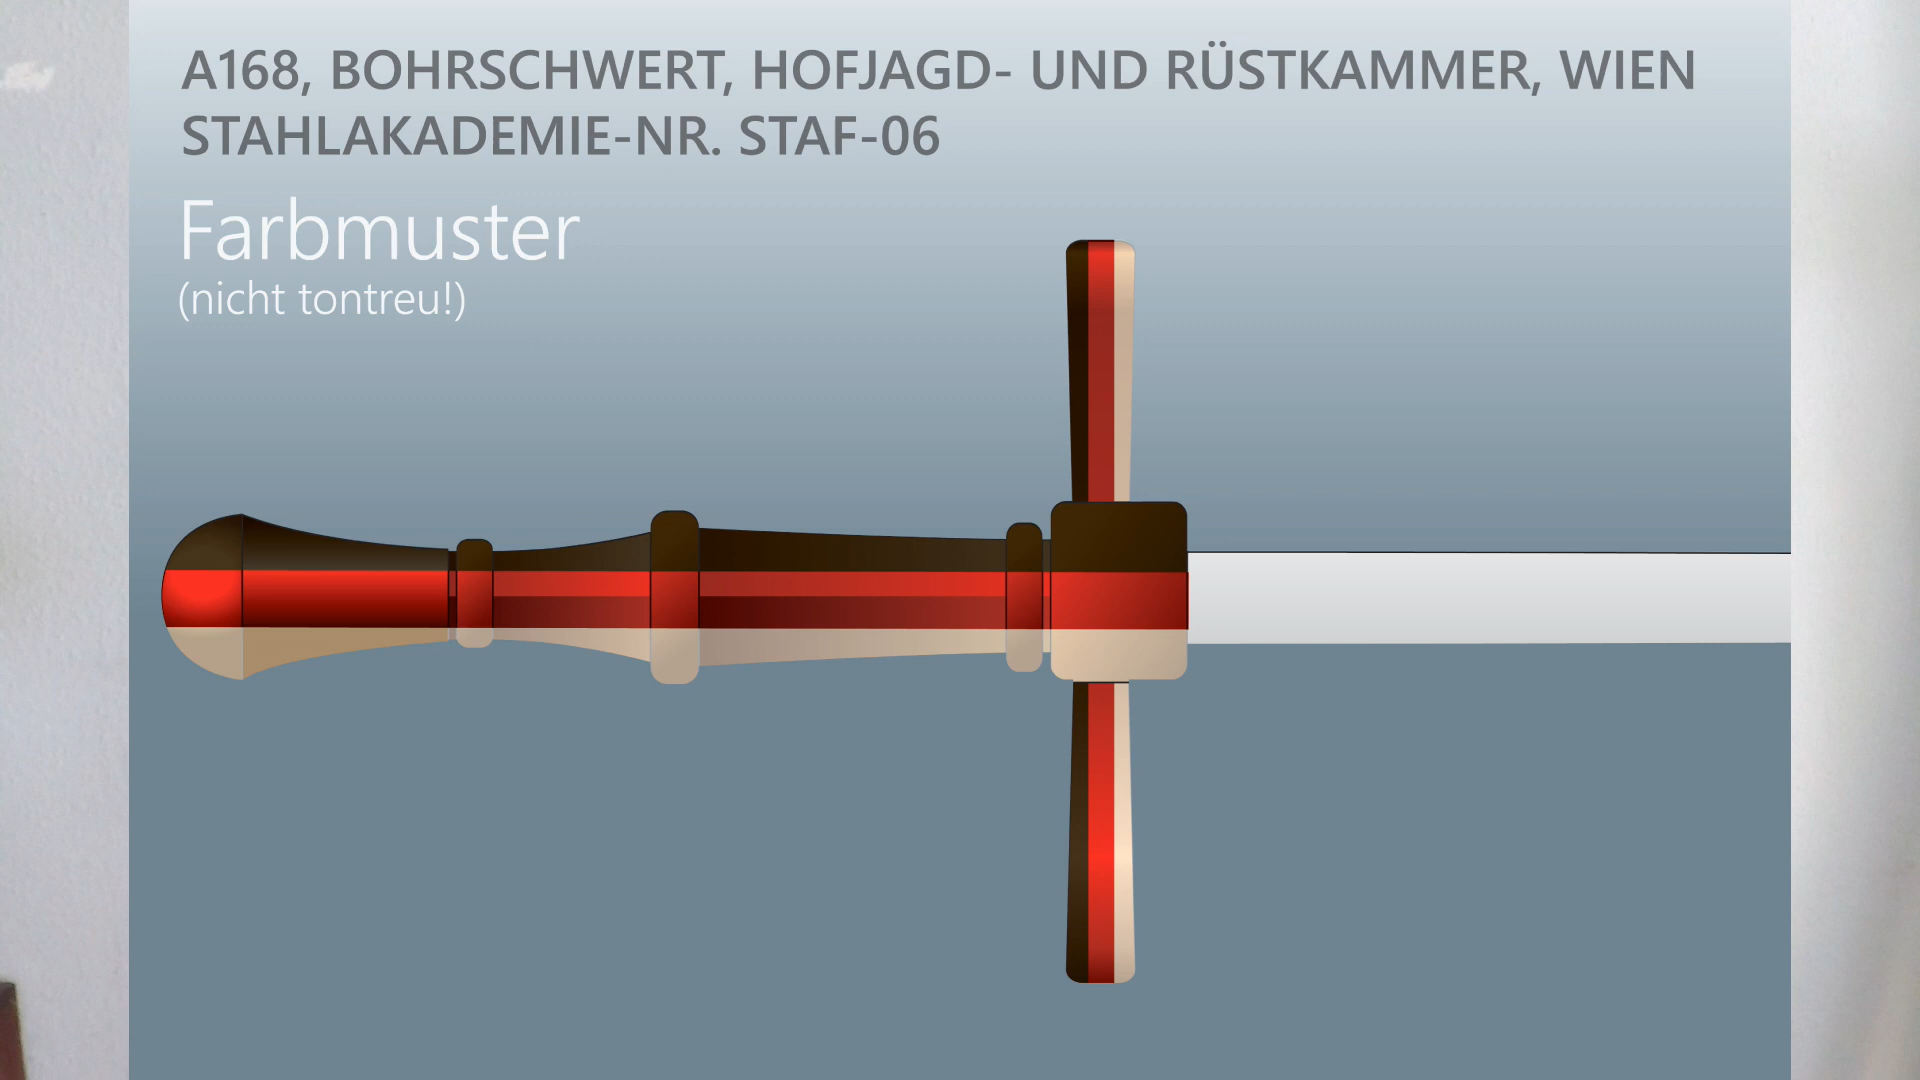 A168, BOHRSCHWERT, HOFJAGD- UND RÜSTKAMMER, WIEN
STAHLAKADEMIE-NR. STAF-06
Farbmuster
(nicht tontreu!)